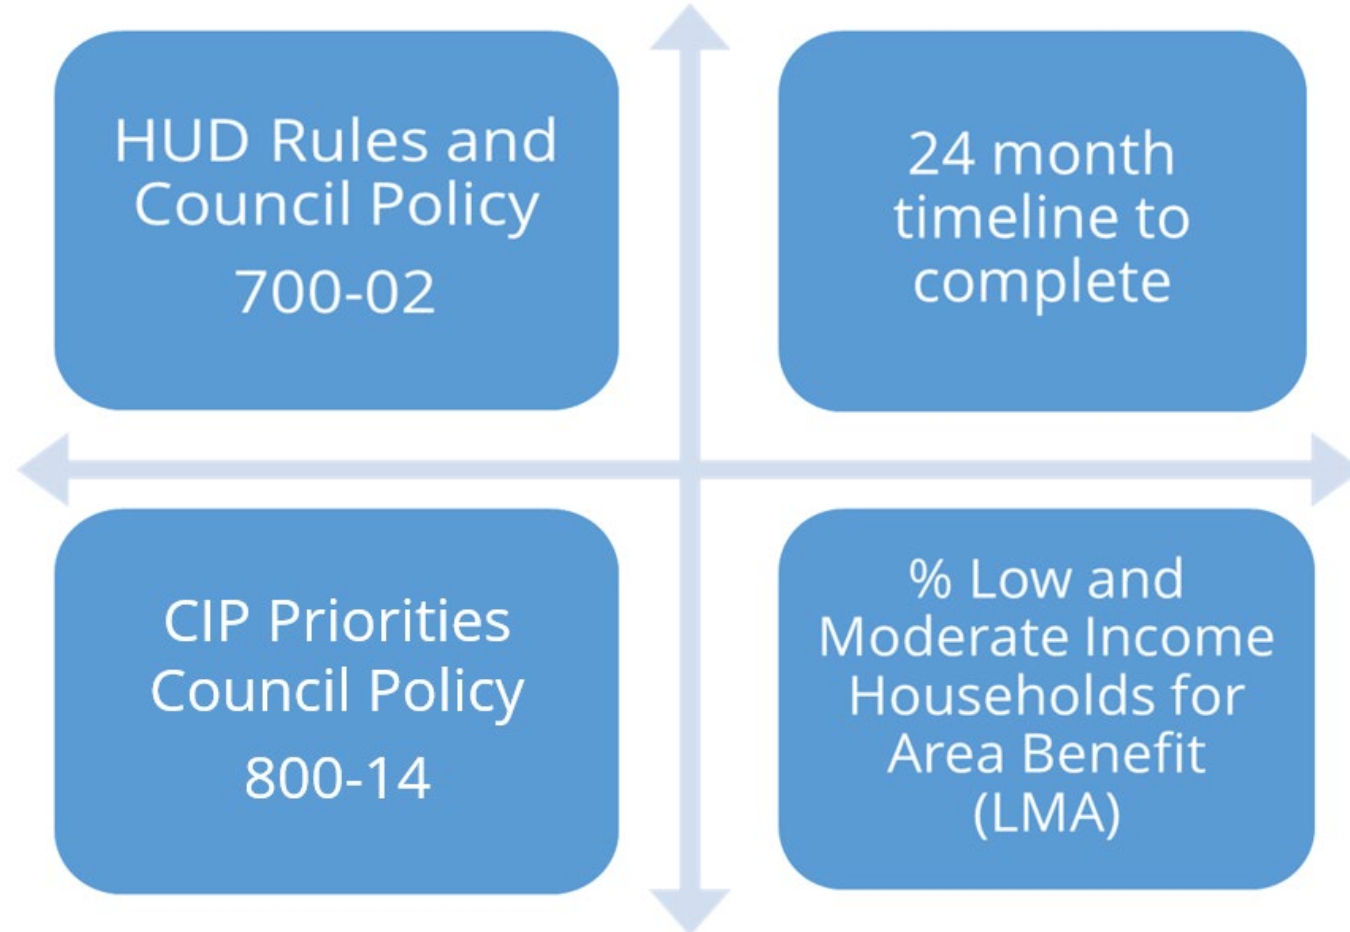 HUD Rules and
Council Policy
700-02
24 month
timeline to
complete
CIP Priorities
Council Policy
800-14
% Low and
Moderate Income
Households for
Area Benefit
(LMA)